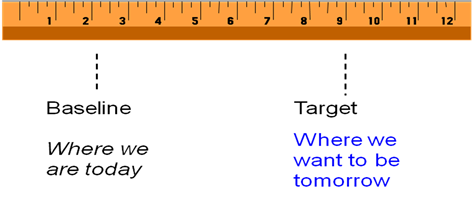 1 2 3 4 5 6 7 8 9 10 11 12
Baseline
Where we
are today
Target
Where we
want to be
tomorrow